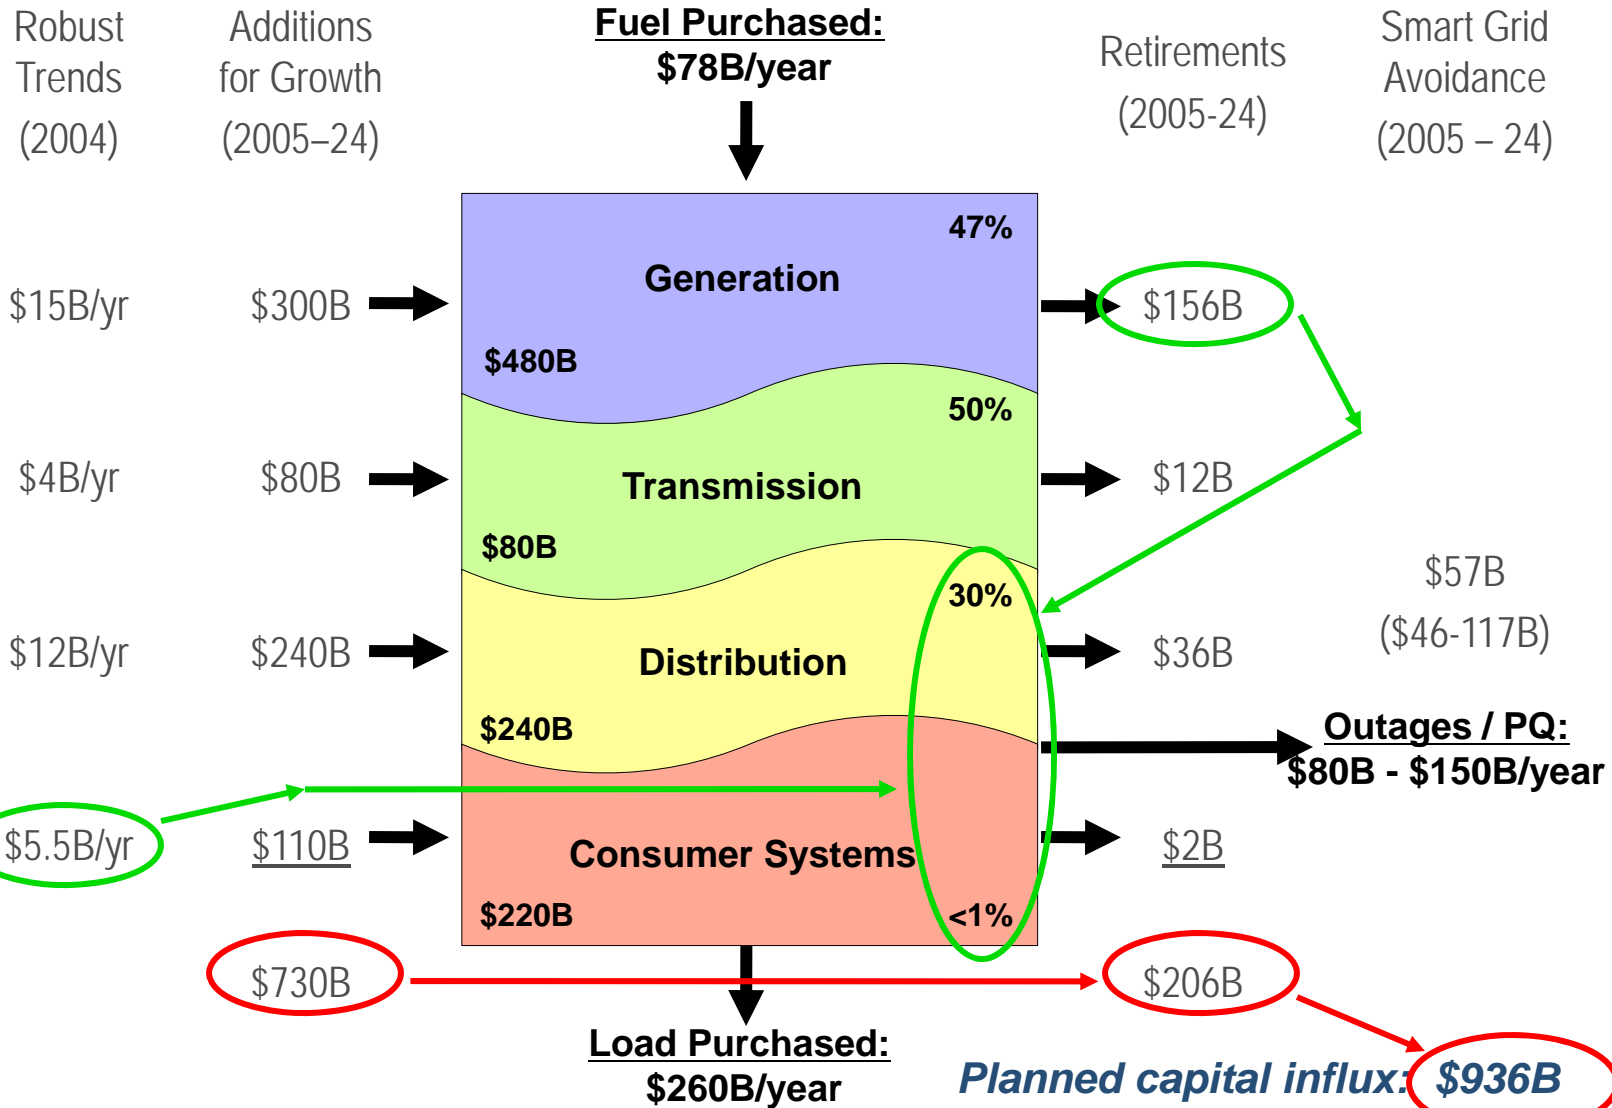 Robust
Trends
(2004)
Additions
for Growth
(2005–24)
Fuel Purchased:
$78B/year
Retirements
(2005-24)
Smart Grid
Avoidance
(2005 – 24)
47%
Generation
$15B/yr
$300B
$156B
$480B
50%
$4B/yr
$80B
Transmission
$12B
$80B
30%
$57B
($46-117B)
$12B/yr
$240B
Distribution
$36B
$240B
Outages / PQ:
$80B - $150B/year
$5.5B/yr
$110B
Consumer Systems
$2B
$220B
<1%
$730B
$206B
Load Purchased:
$260B/year
Planned capital influx: $936B